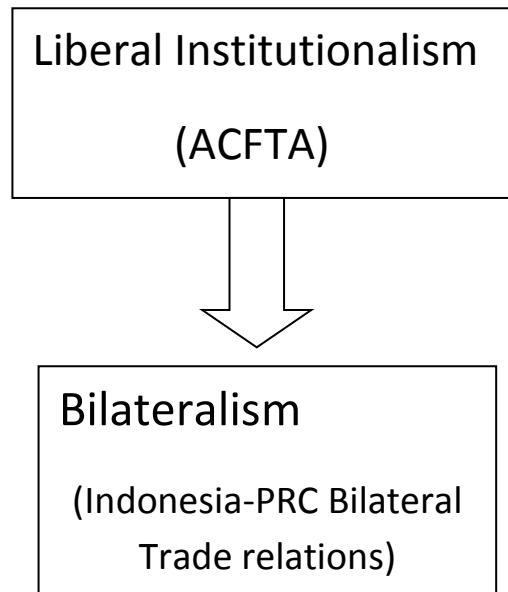 Liberal Institutionalism
(ACFTA)
Bilateralism
(Indonesia-PRC Bilateral
Trade relations)